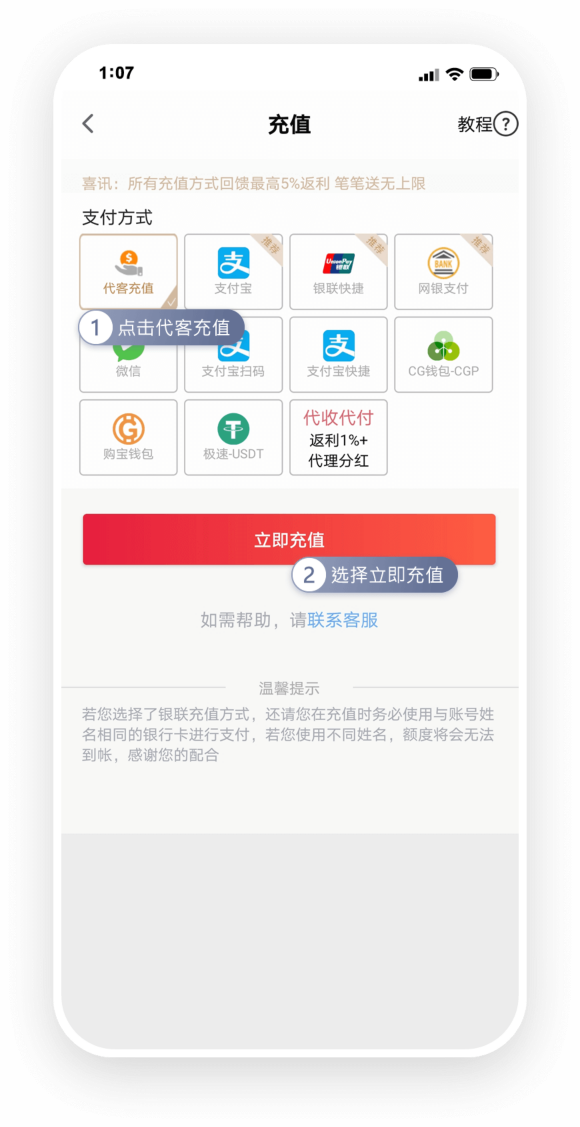 1:07
充值
教程?
喜讯：所有充值方式回馈最高5%返利 笔笔送无上限
支付方式
代客充值
推荐
支付宝
推荐
UnionPay
银联
银联快捷
推荐
BANK
网银支付
1 点击代客充值
微信
支付宝扫码
支
支付宝快捷
CG钱包-CGP
购宝钱包
极速-USDT
代收代付
返利1%+
代理分红
立即充值
2 选择立即充值
如需帮助，请联系客服
温馨提示
若您选择了银联充值方式，还请您在充值时务必使用与账号姓
名相同的银行卡进行支付，若您使用不同姓名，额度将会无法
到帐，感谢您的配合